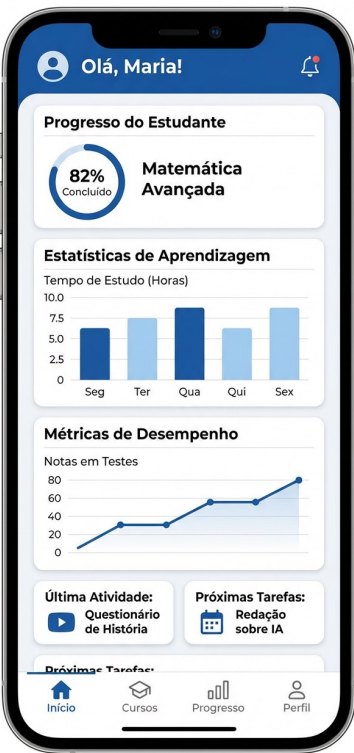 Olá, Maria!
Progresso do Estudante
82%
Concluído
Matemática
Avançada
Estatísticas de Aprendizagem
Tempo de Estudo (Horas)
10.0
7.5
5.0
2.5
0
Seg Ter Qua Qui Sex
Métricas de Desempenho
Notas em Testes
80
60
40
20
0
Última Atividade:
Questionário
de História
Próximas Tarefas:
Redação
sobre IA
Próximas Tarefas:
Início Cursos Progresso Perfil